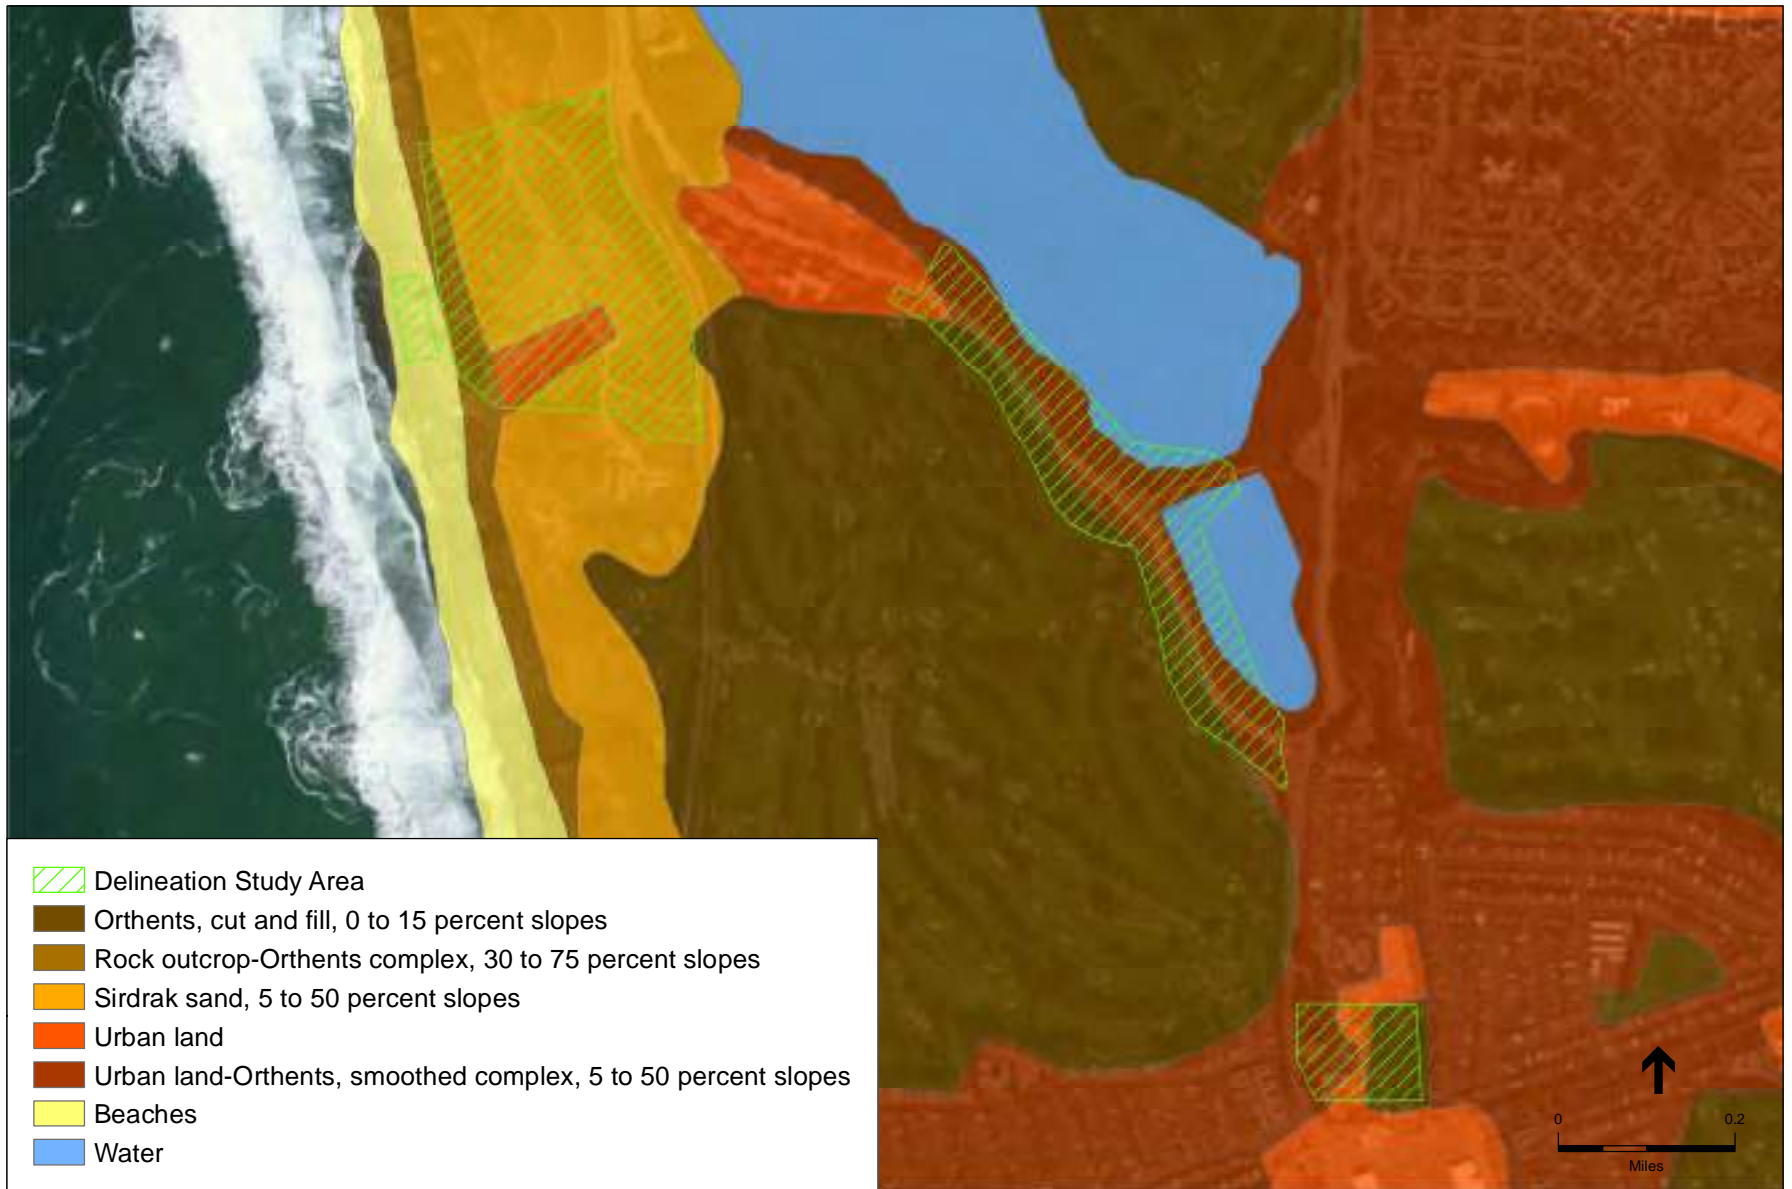 Delineation Study Area
Orthents, cut and fill, 0 to 15 percent slopes
Rock outcrop-Orthents complex, 30 to 75 percent slopes
Sirdrak sand, 5 to 50 percent slopes
Urban land
Urban land-Orthents, smoothed complex, 5 to 50 percent slopes
Beaches
Water
0 0.2
Miles